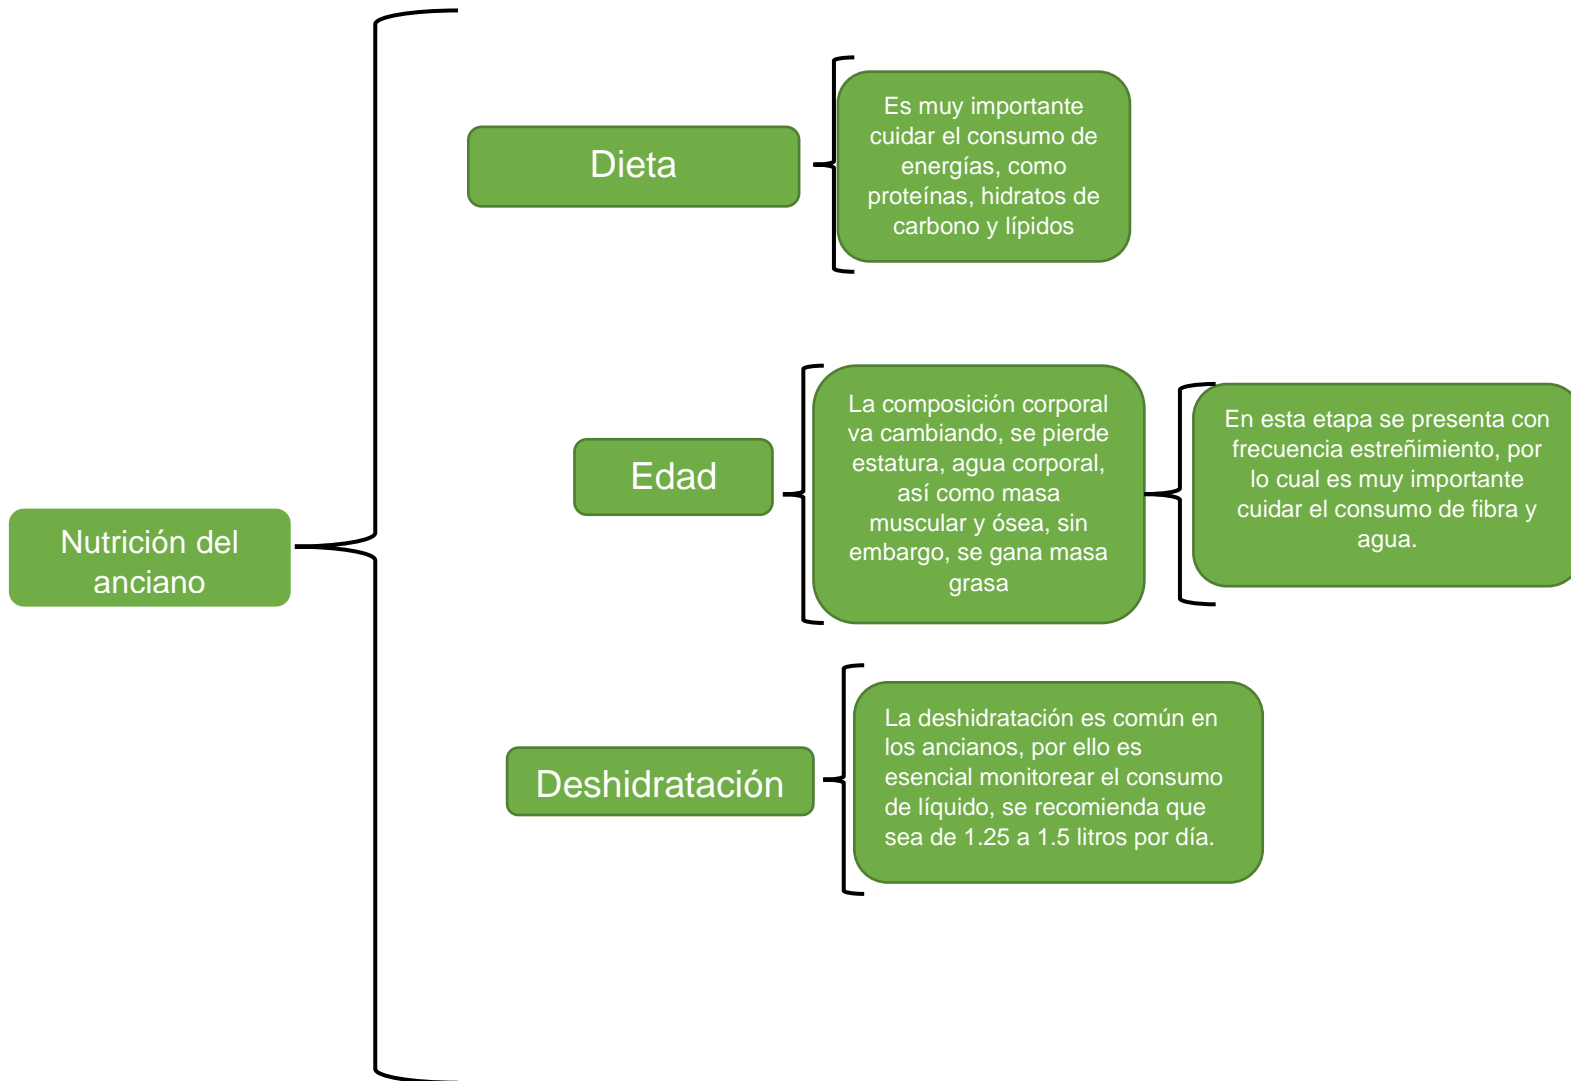 Nutrición del
anciano
Dieta
Es muy importante
cuidar el consumo de
energías, como
proteínas, hidratos de
carbono y lípidos
Edad
La composición corporal
va cambiando, se pierde
estatura, agua corporal,
así como masa
muscular y ósea, sin
embargo, se gana masa
grasa
En esta etapa se presenta con
frecuencia estreñimiento, por
lo cual es muy importante
cuidar el consumo de fibra y
agua.
Deshidratación
La deshidratación es común en
los ancianos, por ello es
esencial monitorear el consumo
de líquido, se recomienda que
sea de 1.25 a 1.5 litros por día.